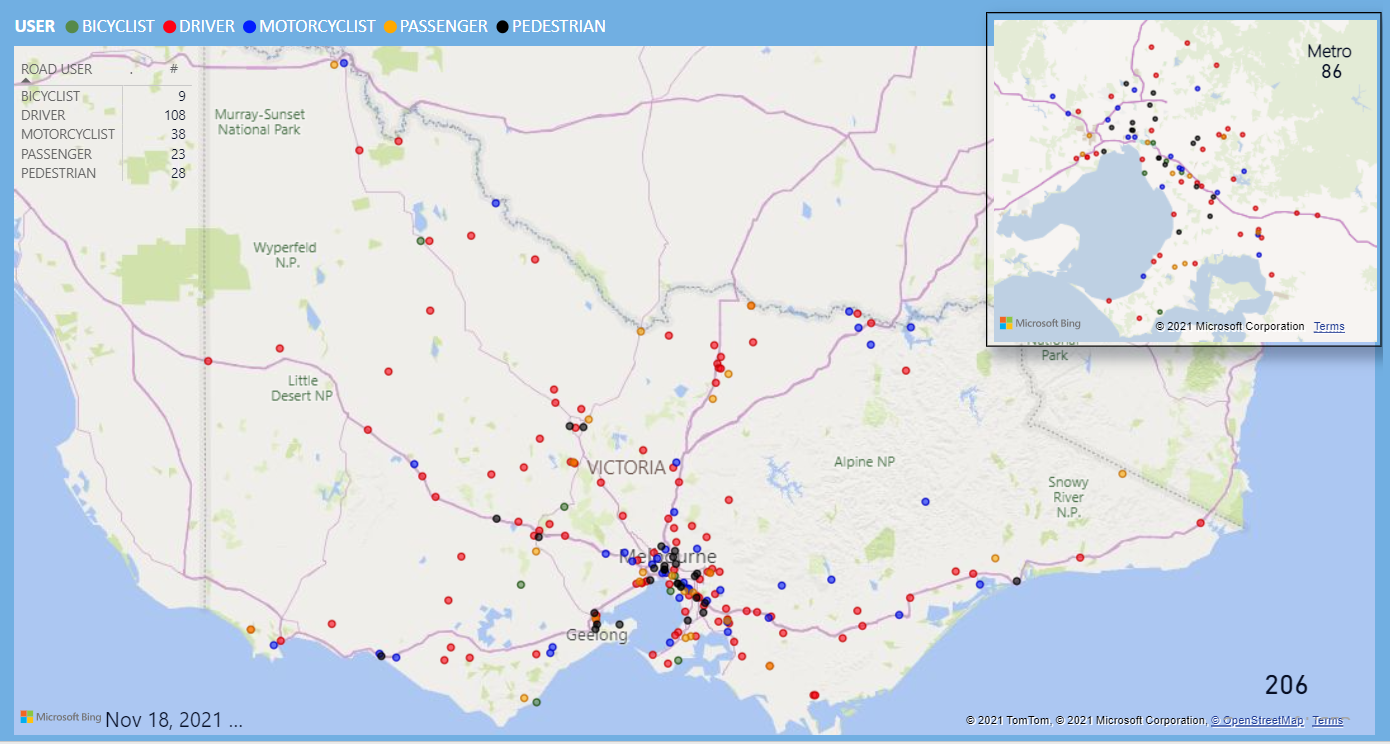 USER BICYCLIST DRIVER MOTORCYCLIST PASSENGER PEDESTRIAN
ROAD USER . #
BICYCLIST 9
DRIVER 108
MOTORCYCLIST 38
PASSENGER 23
PEDESTRIAN 28
Metro
86
Microsoft Bing
© 2021 Microsoft Corporation Terms
Murray-Sunset
National Park
Wyperfeld
N.P.
Little
Desert NP
National
Park
VICTORIA
Alpine NP
Snowy
River
N.P.
Melbourne
Geelong
206
Microsoft Bing
Nov 18, 2021 ...
© 2021 TomTom, © 2021 Microsoft Corporation, © OpenStreetMap Terms